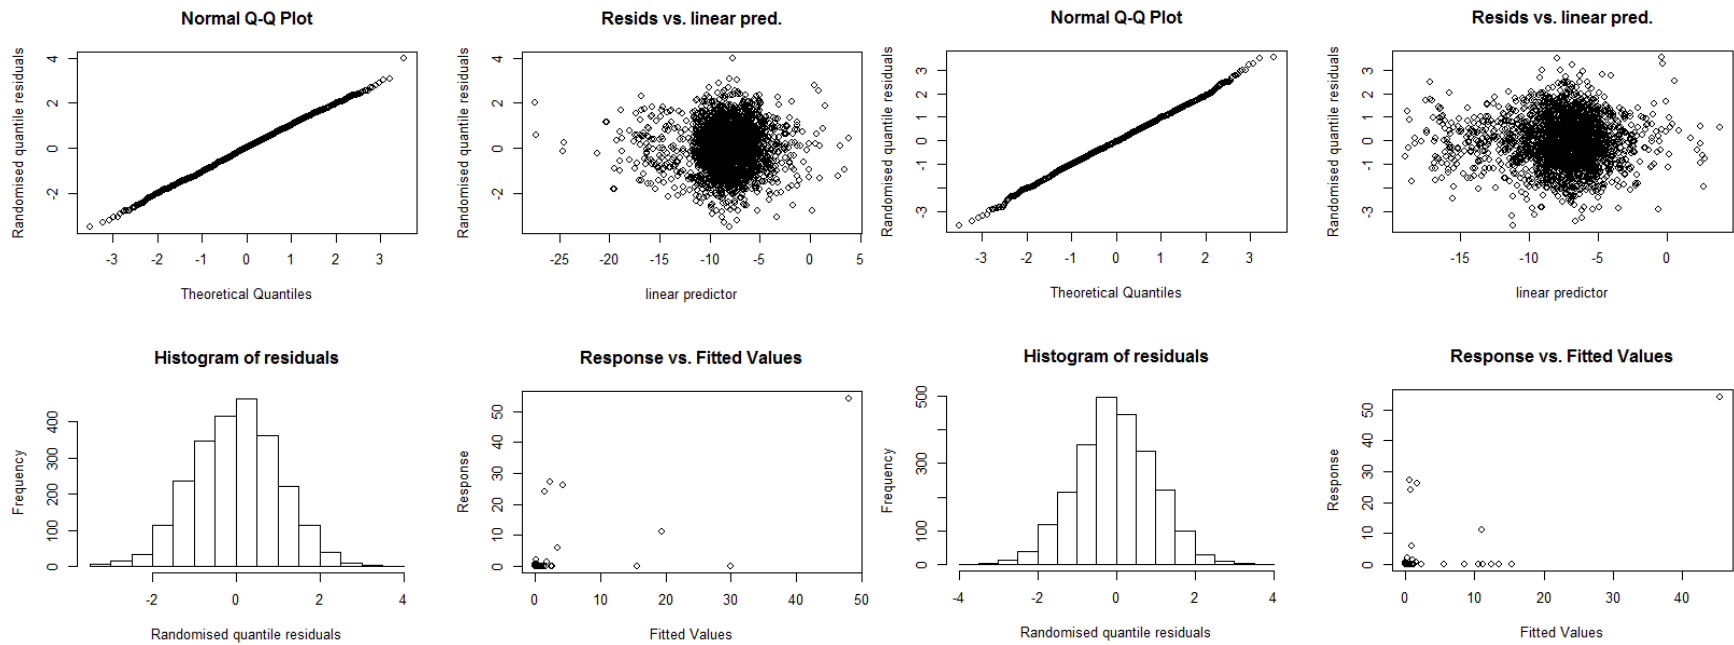 Normal Q-Q Plot
Randomised quantile residuals
-2 0 2 4
-3 -2 -1 0 1 2 3
Theoretical Quantiles
Resids vs. linear pred.
Randomised quantile residuals
-2 0 2 4
-25 -20 -15 -10 -5 0 5
linear predictor
Normal Q-Q Plot
Randomised quantile residuals
-3 -1 0 1 2 3
-3 -2 -1 0 1 2 3
Theoretical Quantiles
Resids vs. linear pred.
Randomised quantile residuals
-3 -1 0 1 2 3
-15 -10 -5 0
linear predictor
Histogram of residuals
Frequency
0 100 200 300 400
-2 0 2 4
Randomised quantile residuals
Response vs. Fitted Values
Response
0 10 20 30 40 50
0 10 20 30 40 50
Fitted Values
Histogram of residuals
Frequency
0 100 300 500
-4 -2 0 2 4
Randomised quantile residuals
Response vs. Fitted Values
Response
0 10 20 30 40 50
0 10 20 30 40
Fitted Values